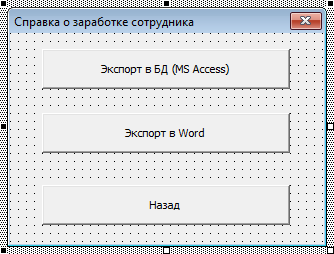 Справка о заработке сотрудника
Экспорт в БД (MS Access)
Экспорт в Word
Назад